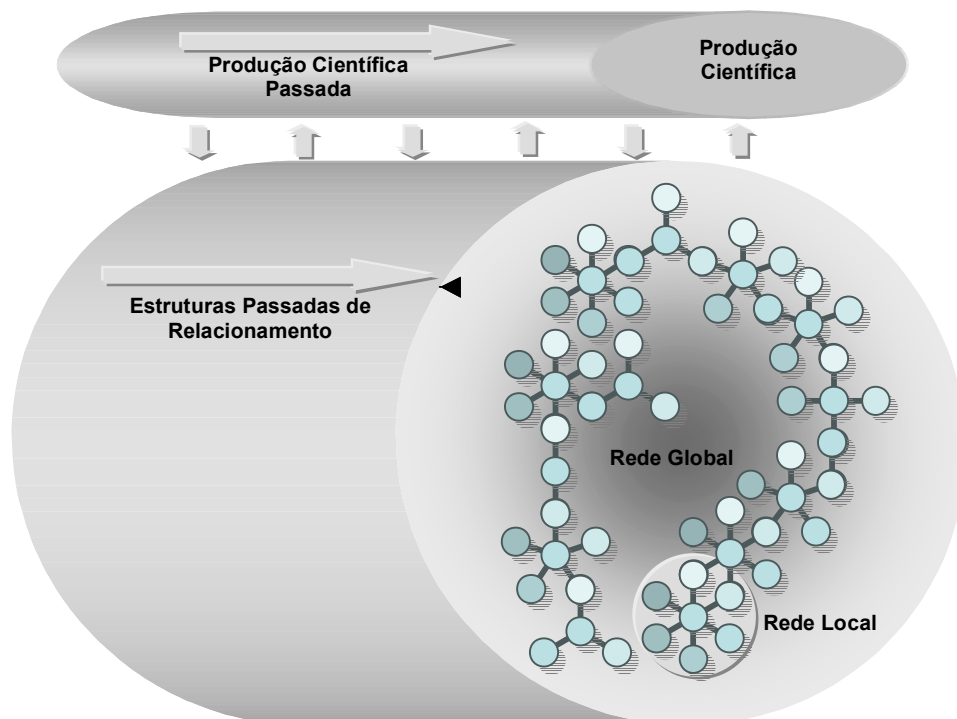 Produção Científica
Passada
Produção
Científica
Estruturas Passadas de
Relacionamento
Rede Global
Rede Local